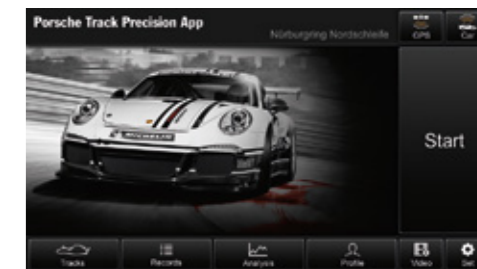 Porsche Track Precision App
Nürburgring Nordschleife
GPS
Car
MICHELIN
Start
Tracks
Records
Analysis
Profile
Video
Set